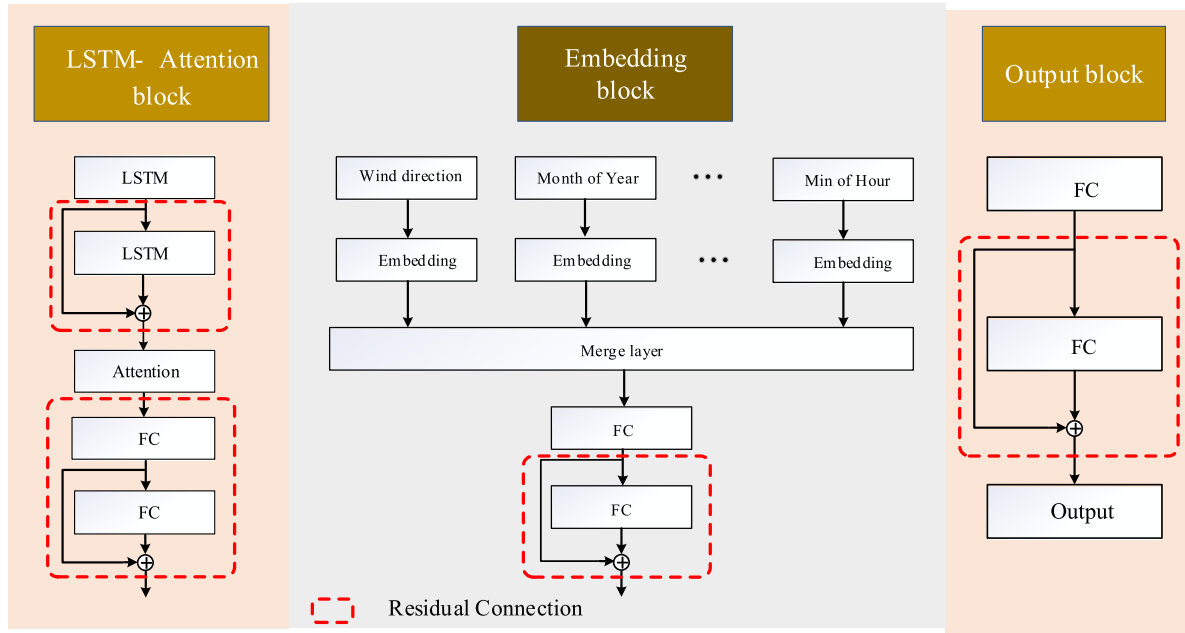 LSTM- Attention
block
LSTM
LSTM
Attention
FC
FC
Embedding
block
Wind direction
Month of Year
Min of Hour
Embedding
Embedding
Embedding
Merge layer
FC
FC
Residual Connection
Output block
FC
FC
Output